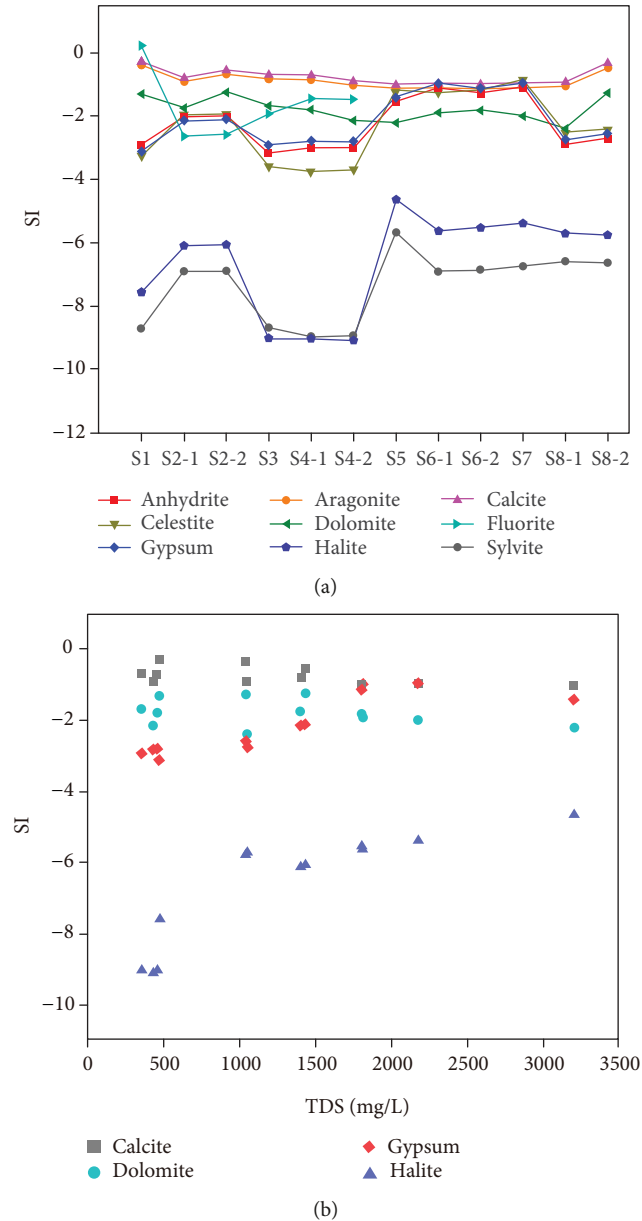 0
−2
−4
−6
−8
−10
−12
SI
S1 S2-1 S2-2 S3 S4-1 S4-2 S5 S6-1 S6-2 S7 S8-1 S8-2
Anhydrite Aragonite Calcite
Celestite Dolomite Fluorite
Gypsum Halite Sylvite
(a)
0
−2
−4
−6
−8
−10
SI
0 500 1000 1500 2000 2500 3000 3500
TDS (mg/L)
Calcite Gypsum
Dolomite Halite
(b)